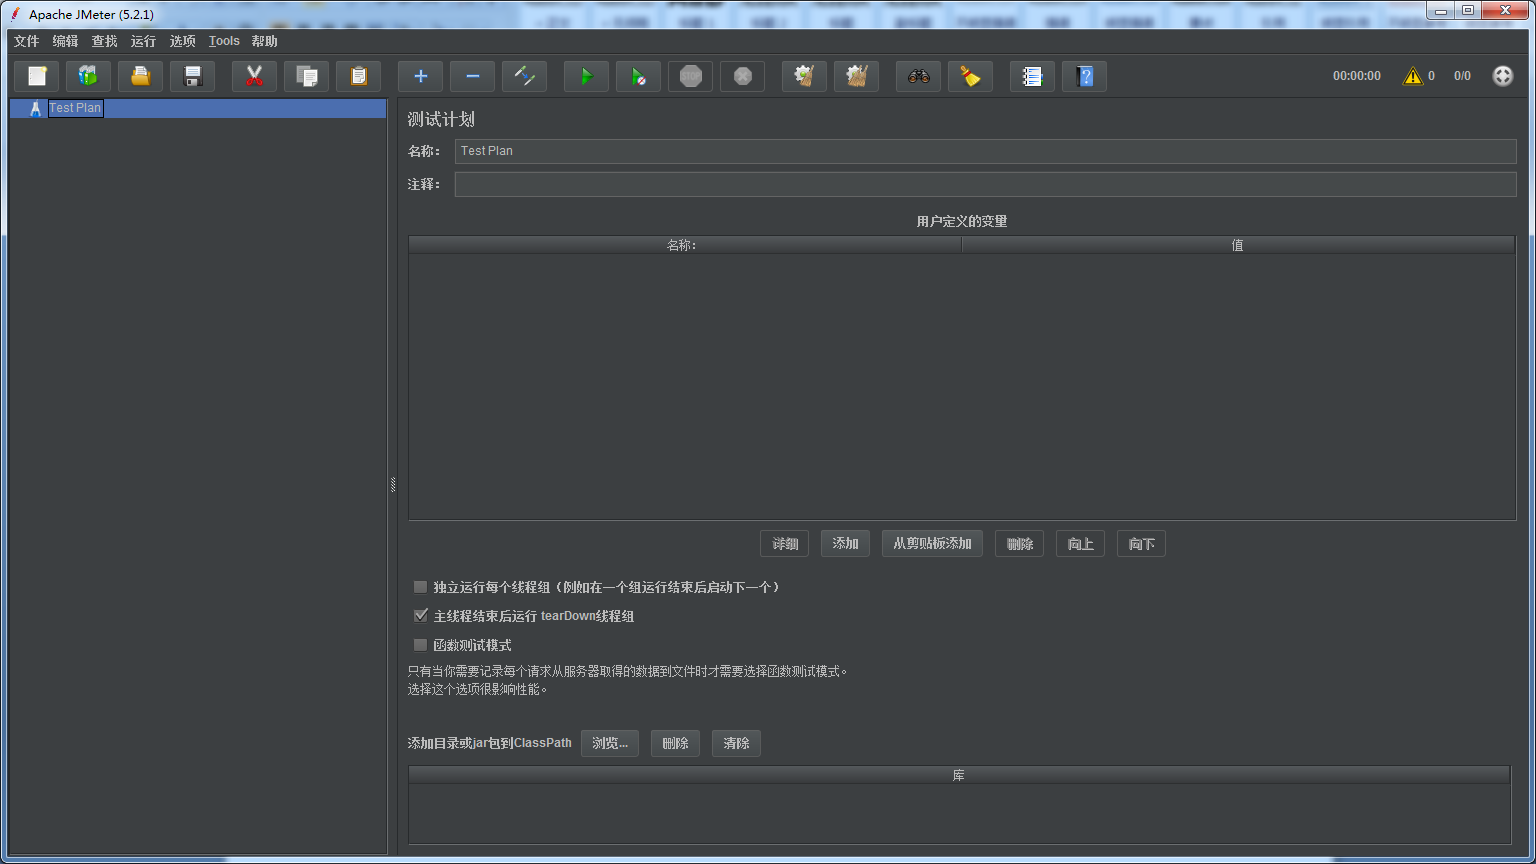 Apache JMeter (5.2.1)
文件 编辑 查找 运行 选项 Tools 帮助
STOP
00:00:00 0 0/0
Test Plan
测试计划
名称： Test Plan
注释：
用户定义的变量
名称: 值
详细 添加 从剪贴板添加 删除 向上 向下
独立运行每个线程组（例如在一个组运行结束后启动下一个）
主线程结束后运行 tearDown线程组
函数测试模式
只有当你需要记录每个请求从服务器取得的数据到文件时才需要选择函数测试模式。
选择这个选项很影响性能。
添加目录或jar包到ClassPath 浏览... 删除 清除
库